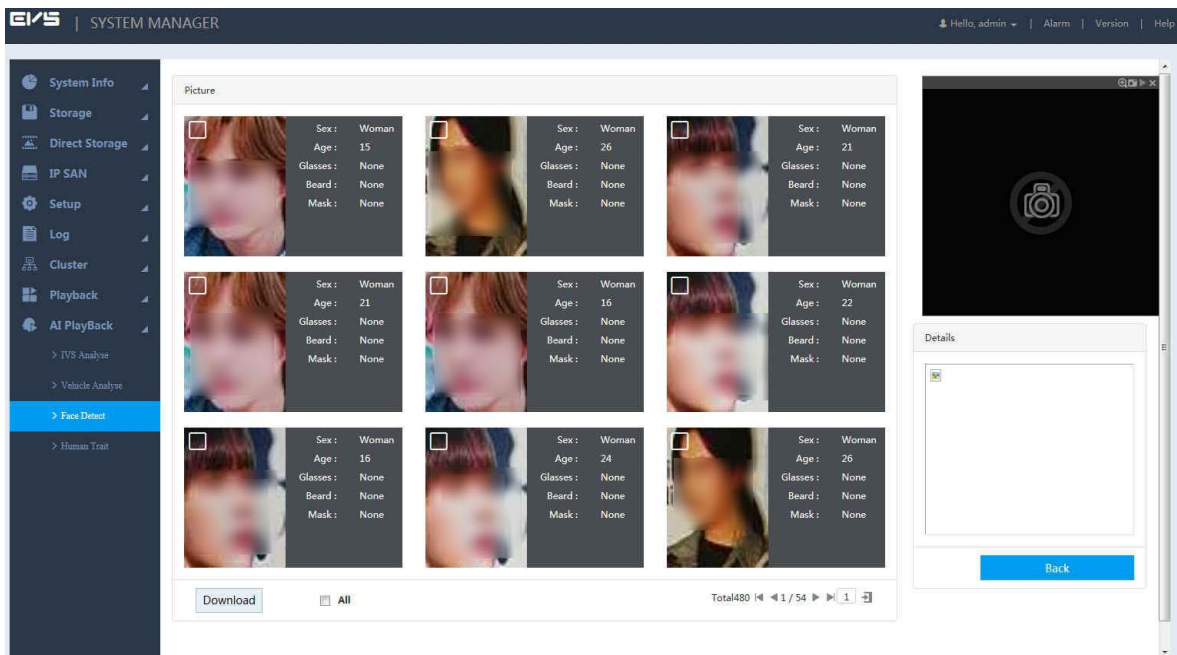 EVS | SYSTEM MANAGER
Hello, admin | Alarm | Version | Help
System Info
Storage
Direct Storage
IP SAN
Setup
Log
Cluster
Playback
AI PlayBack
> IVS Analyse
> Vehicle Analyse
> Face Detect
> Human Trait
Picture
Sex : Woman
Age : 15
Glasses : None
Beard : None
Mask : None
Sex : Woman
Age : 26
Glasses : None
Beard : None
Mask : None
Sex : Woman
Age : 21
Glasses : None
Beard : None
Mask : None
Sex : Woman
Age : 21
Glasses : None
Beard : None
Mask : None
Sex : Woman
Age : 16
Glasses : None
Beard : None
Mask : None
Sex : Woman
Age : 22
Glasses : None
Beard : None
Mask : None
Sex : Woman
Age : 16
Glasses : None
Beard : None
Mask : None
Sex : Woman
Age : 24
Glasses : None
Beard : None
Mask : None
Sex : Woman
Age : 26
Glasses : None
Beard : None
Mask : None
Download All Total480 1 / 54 1
Details
Back